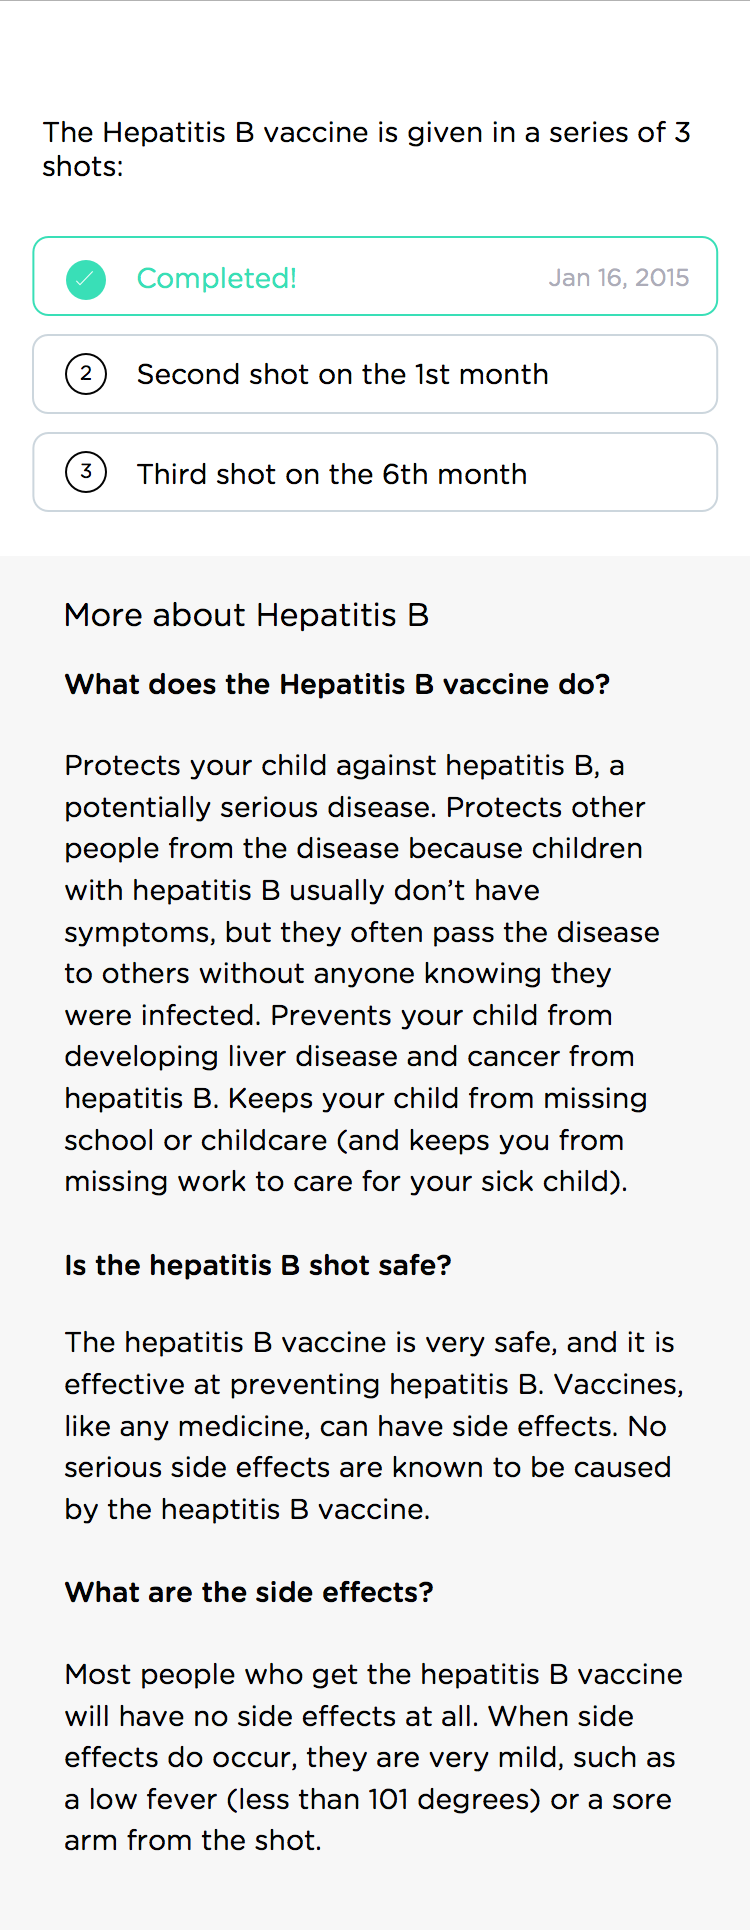 The Hepatitis B vaccine is given in a series of 3
shots:
Completed! Jan 16, 2015
2 Second shot on the 1st month
3 Third shot on the 6th month
More about Hepatitis B
What does the Hepatitis B vaccine do?
Protects your child against hepatitis B, a
potentially serious disease. Protects other
people from the disease because children
with hepatitis B usually don’t have
symptoms, but they often pass the disease
to others without anyone knowing they
were infected. Prevents your child from
developing liver disease and cancer from
hepatitis B. Keeps your child from missing
school or childcare (and keeps you from
missing work to care for your sick child).
Is the hepatitis B shot safe?
The hepatitis B vaccine is very safe, and it is
effective at preventing hepatitis B. Vaccines,
like any medicine, can have side effects. No
serious side effects are known to be caused
by the heaptitis B vaccine.
What are the side effects?
Most people who get the hepatitis B vaccine
will have no side effects at all. When side
effects do occur, they are very mild, such as
a low fever (less than 101 degrees) or a sore
arm from the shot.